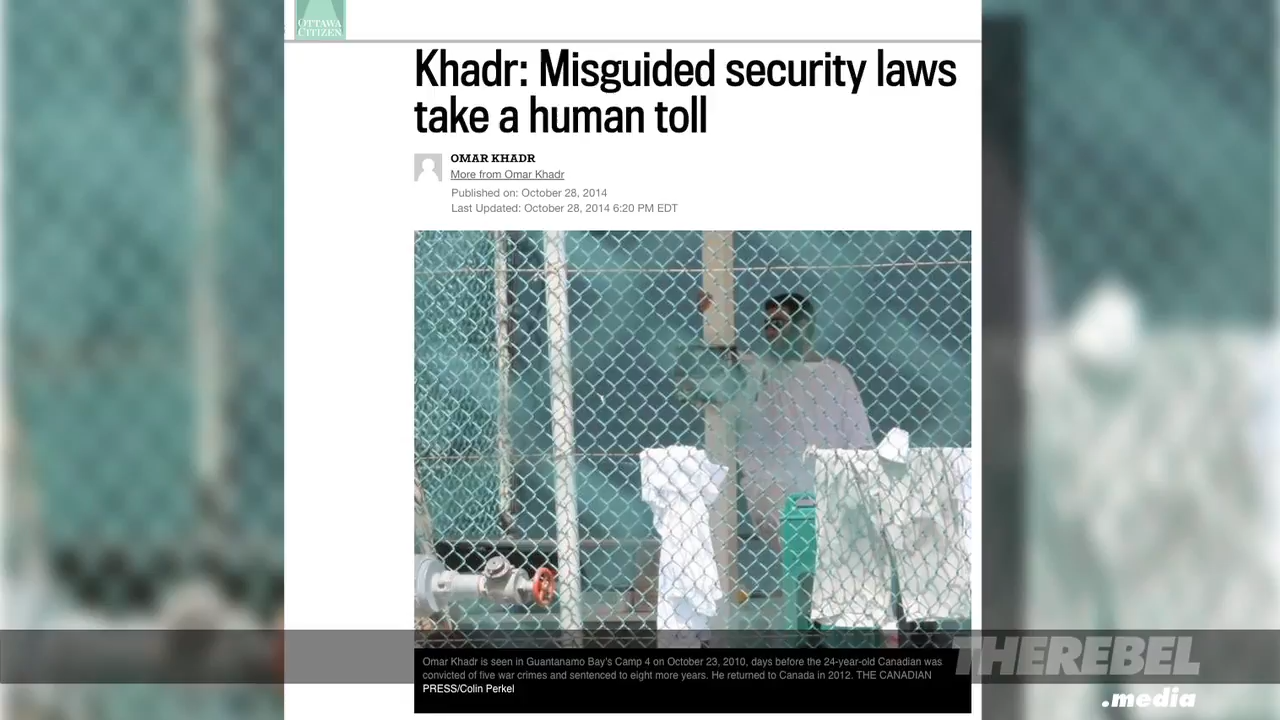 OTTAWA
CITIZEN
Khadr: Misguided security laws
take a human toll
OMAR KHADR
More from Omar Khadr
Published on: October 28, 2014
Last Updated: October 28, 2014 6:20 PM EDT
Omar Khadr is seen in Guantanamo Bay's Camp 4 on October 23, 2010, days before the 24-year-old Canadian was
convicted of five war crimes and sentenced to eight more years. He returned to Canada in 2012. THE CANADIAN
PRESS/Colin Perkel
THEREBEL
.media